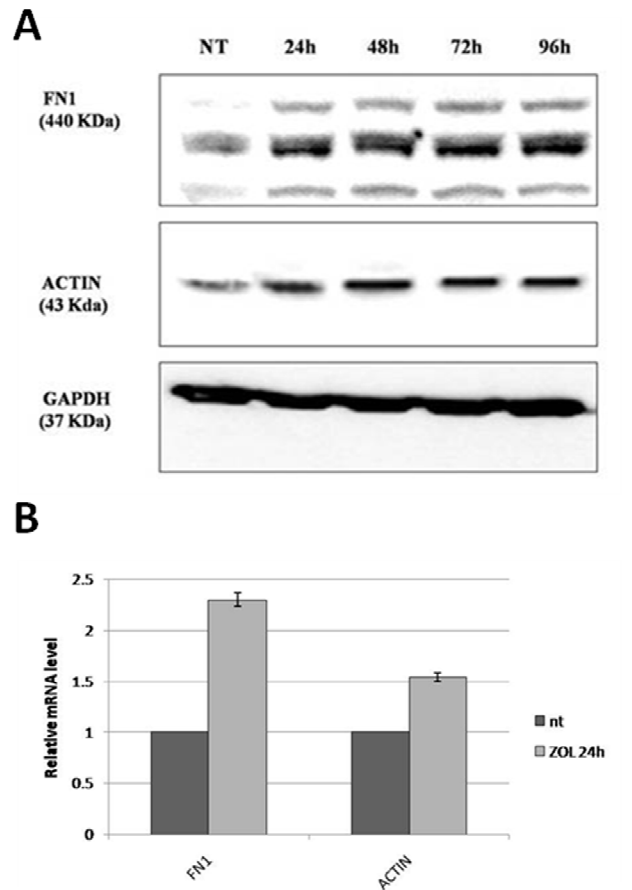 A
NT 24h 48h 72h 96h
FN1
(440 KDa)
ACTIN
(43 Kda)
GAPDH
(37 KDa)
B
2.5
2
1.5
1
0.5
0
Relative mRNA level
FN1
ACTIN
nt
ZOL 24h